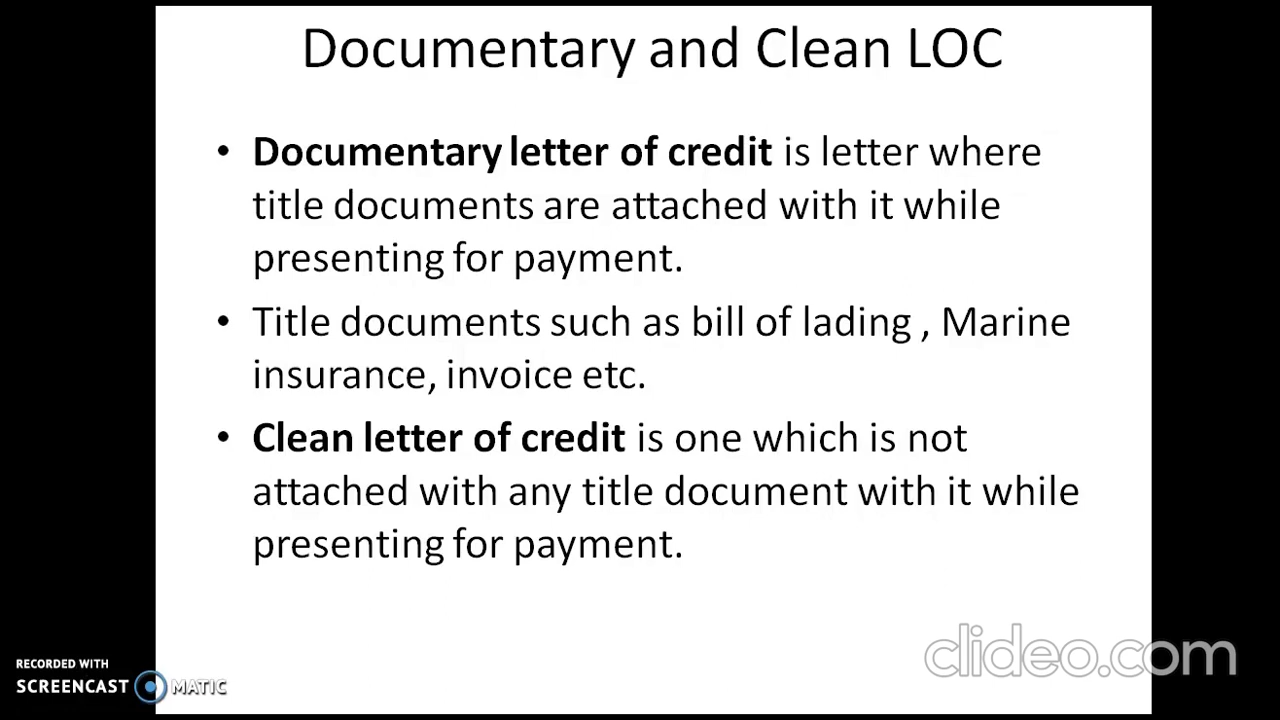 Documentary and Clean LOC
• Documentary letter of credit is letter where
title documents are attached with it while
presenting for payment.
• Title documents such as bill of lading , Marine
insurance, invoice etc.
• Clean letter of credit is one which is not
attached with any title document with it while
presenting for payment.
RECORDED WITH
SCREENCAST MATIC
clideo.com